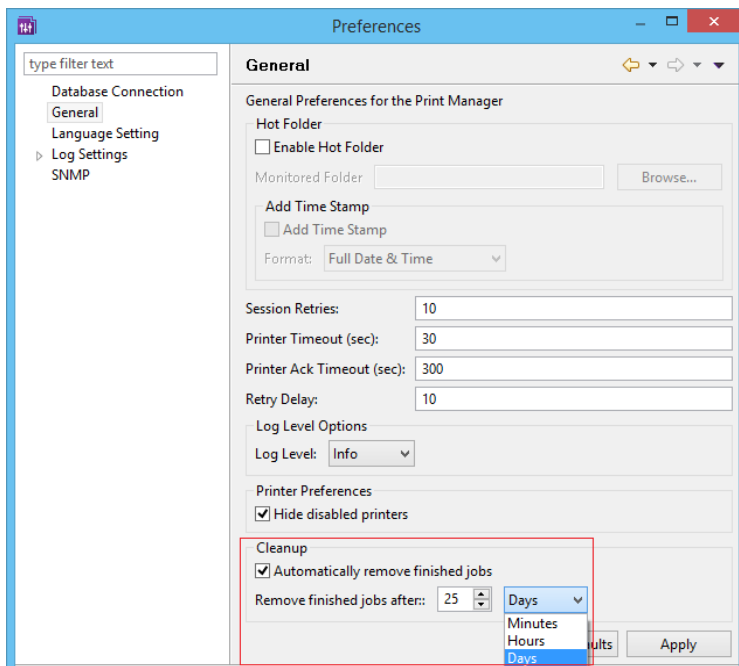 Preferences
type filter text
General
Database Connection
General
Language Setting
Log Settings
SNMP
General Preferences for the Print Manager
Hot Folder
Enable Hot Folder
Monitored Folder
Browse...
Add Time Stamp
Add Time Stamp
Format: Full Date & Time
Session Retries: 10
Printer Timeout (sec): 30
Printer Ack Timeout (sec): 300
Retry Delay: 10
Log Level Options
Log Level: Info
Printer Preferences
Hide disabled printers
Cleanup
Automatically remove finished jobs
Remove finished jobs after:: 25 Days
Minutes
Hours
Days
Apply